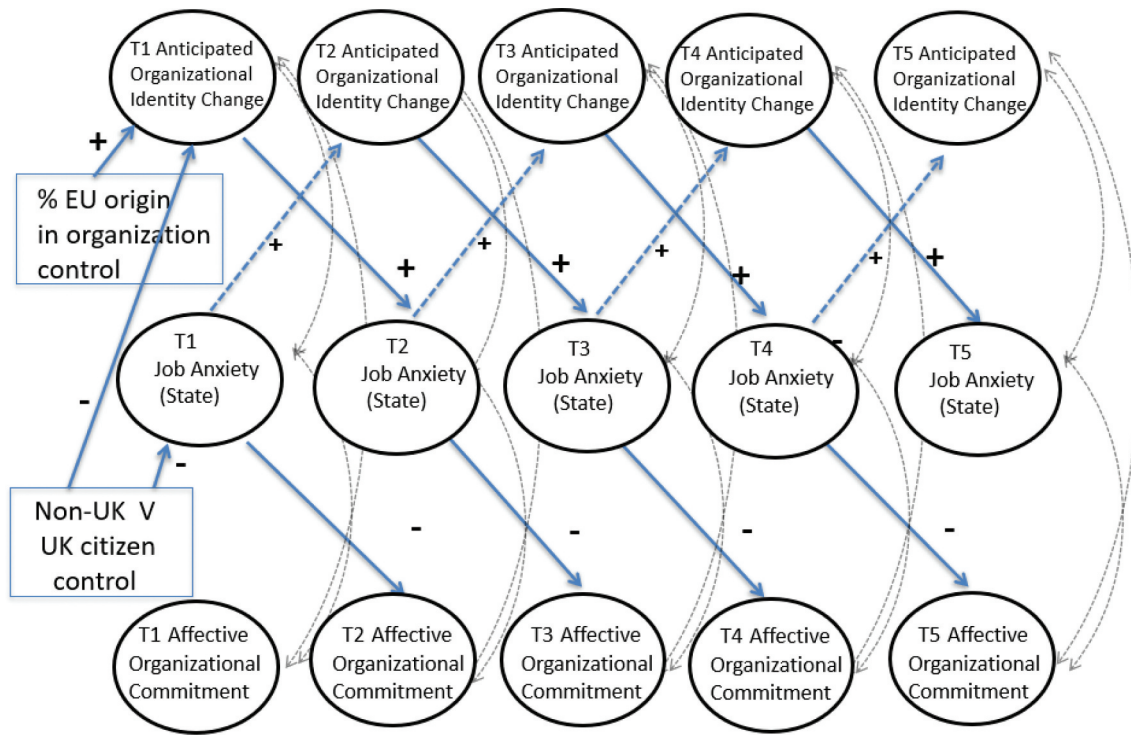 T1 Anticipated
Organizational
Identity Change
T2 Anticipated
Organizational
Identity Change
T3 Anticipated
Organizational
Identity Change
T4 Anticipated
Organizational
Identity Change
T5 Anticipated
Organizational
Identity Change
+
% EU origin
in organization
control
+
+
+
+
+
+
+
+
-
-
-
T1
Job Anxiety
(State)
T2
Job Anxiety
(State)
T3
Job Anxiety
(State)
T4
Job Anxiety
(State)
T5
Job Anxiety
(State)
Non-UK V
UK citizen
control
-
-
-
-
T1 Affective
Organizational
Commitment
T2 Affective
Organizational
Commitment
T3 Affective
Organizational
Commitment
T4 Affective
Organizational
Commitment
T5 Affective
Organizational
Commitment